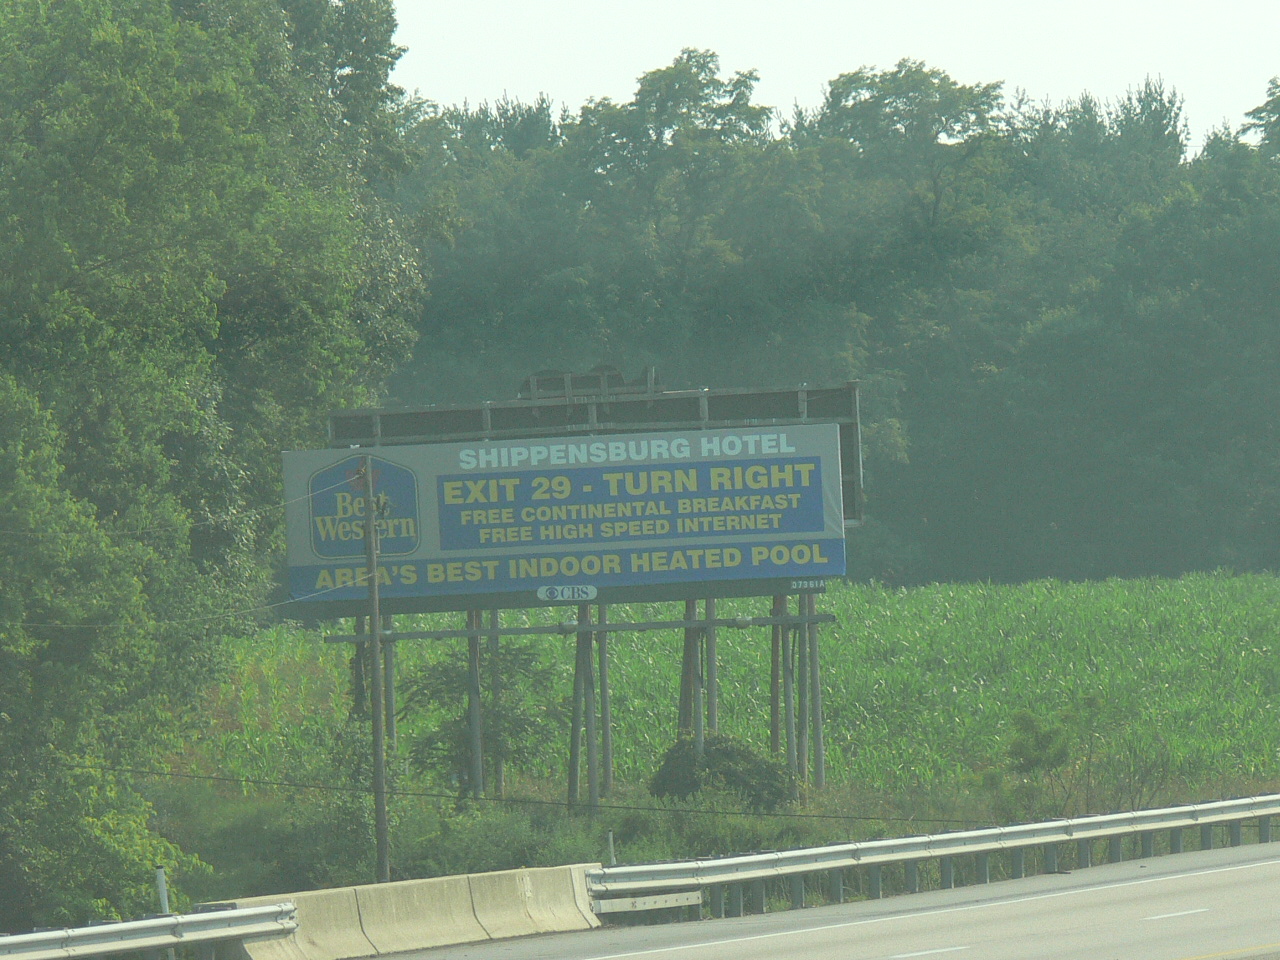 SHIPPENSBURG HOTEL
Best
Western
EXIT 29 - TURN RIGHT
FREE CONTINENTAL BREAKFAST
FREE HIGH SPEED INTERNET
AREA'S BEST INDOOR HEATED POOL
CBS
07361A